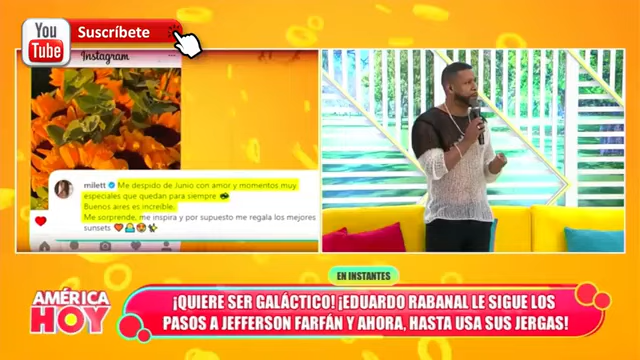 You
Tube
Suscríbete
Instagram
milett Me despido de Junio con amor y momentos muy
especiales que quedan para siempre
Buenos aires es increíble.
Me sorprende, me inspira y por supuesto me regala los mejores
sunsets
EN INSTANTES
AMÉRICA
HOY
¡QUIERE SER GALÁCTICO! ¡EDUARDO RABANAL LE SIGUE LOS
PASOS A JEFFERSON FARFÁN Y AHORA, HASTA USA SUS JERGAS!